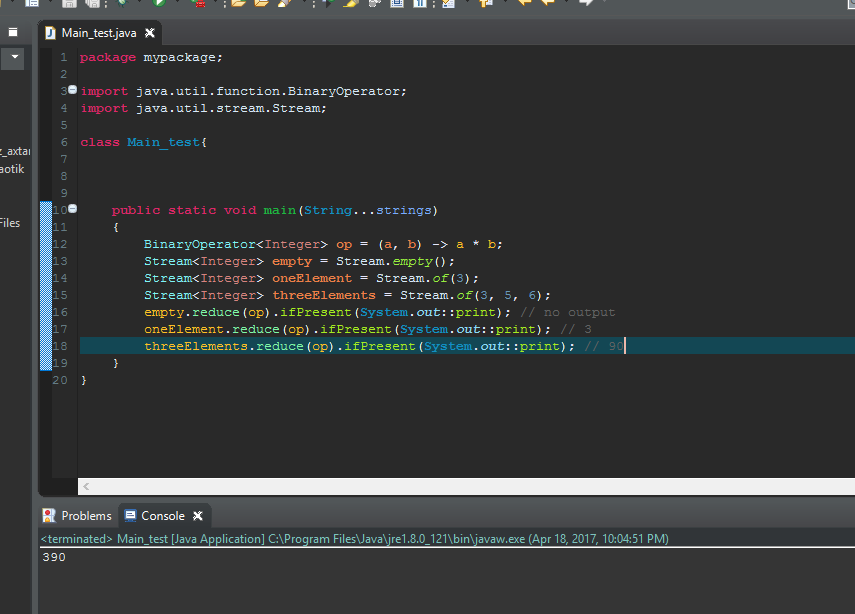 Main_test.java
1 package mypackage;
2
3 import java.util.function.BinaryOperator;
4 import java.util.stream.Stream;
5
6 class Main_test{
7
8
9
10 public static void main(String...strings)
11 {
12 BinaryOperator<Integer> op = (a, b) -> a * b;
13 Stream<Integer> empty = Stream.empty();
14 Stream<Integer> oneElement = Stream.of(3);
15 Stream<Integer> threeElements = Stream.of(3, 5, 6);
16 empty.reduce(op).ifPresent(System.out::print); // no output
17 oneElement.reduce(op).ifPresent(System.out::print); // 3
18 threeElements.reduce(op).ifPresent(System.out::print); // 90
19 }
20 }
z_axtar
aotik
Files
Problems Console
<terminated> Main_test [Java Application] C:\Program Files\Java\jre1.8.0_121\bin\javaw.exe (Apr 18, 2017, 10:04:51 PM)
390